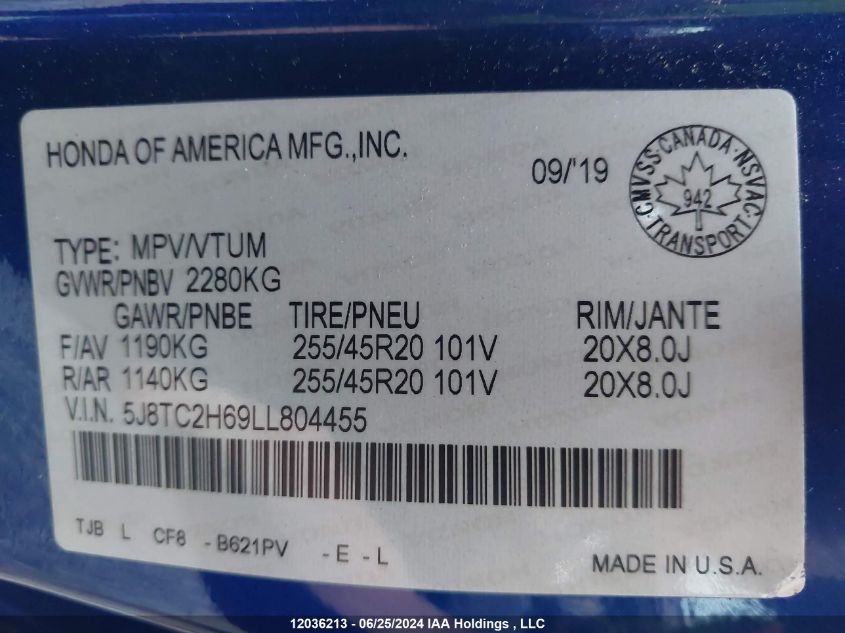 HONDA OF AMERICA MFG.,INC.
09/'19
CMVSS·CANADA·NSVAC
942
TRANSPORT
TYPE: MPV/VTUM
GVWR/PNBV 2280KG
GAWR/PNBE TIRE/PNEU RIM/JANTE
F/AV 1190KG 255/45R20 101V 20X8.0J
R/AR 1140KG 255/45R20 101V 20X8.0J
V.I.N. 5J8TC2H69LL804455
TJB L CF8 -B621PV -E -L
MADE IN U.S.A.
12036213 - 06/25/2024 IAA Holdings , LLC